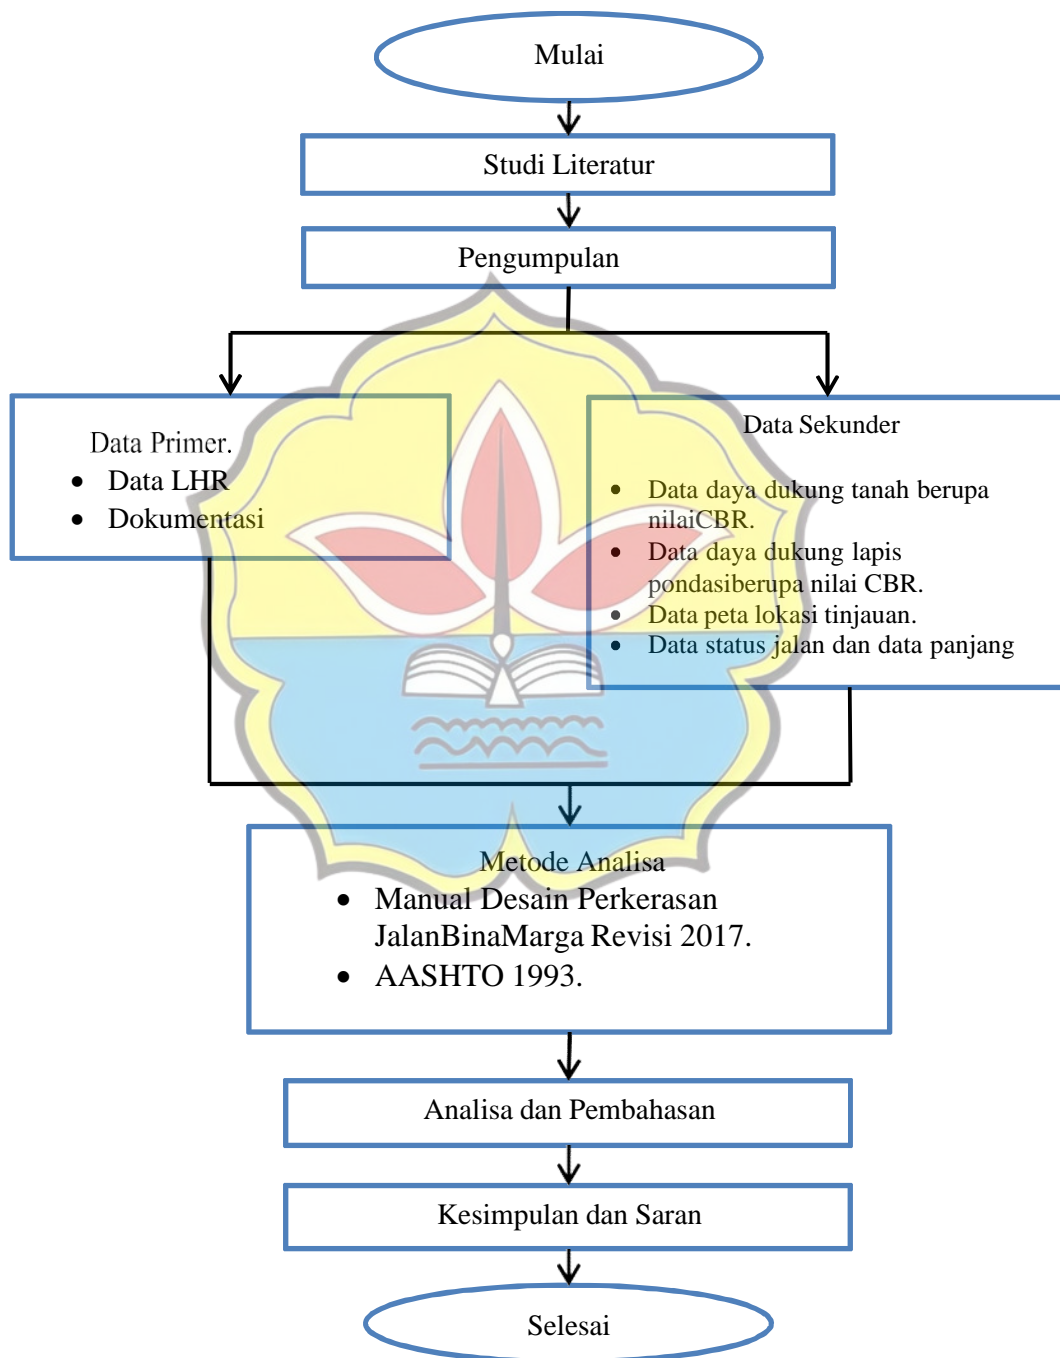 Mulai
Studi Literatur
Pengumpulan
Data Primer.
• Data LHR
• Dokumentasi
Data Sekunder
• Data daya dukung tanah berupa
nilaiCBR.
• Data daya dukung lapis
pondasiberupa nilai CBR.
• Data peta lokasi tinjauan.
• Data status jalan dan data panjang
Metode Analisa
• Manual Desain Perkerasan
JalanBinaMarga Revisi 2017.
• AASHTO 1993.
Analisa dan Pembahasan
Kesimpulan dan Saran
Selesai